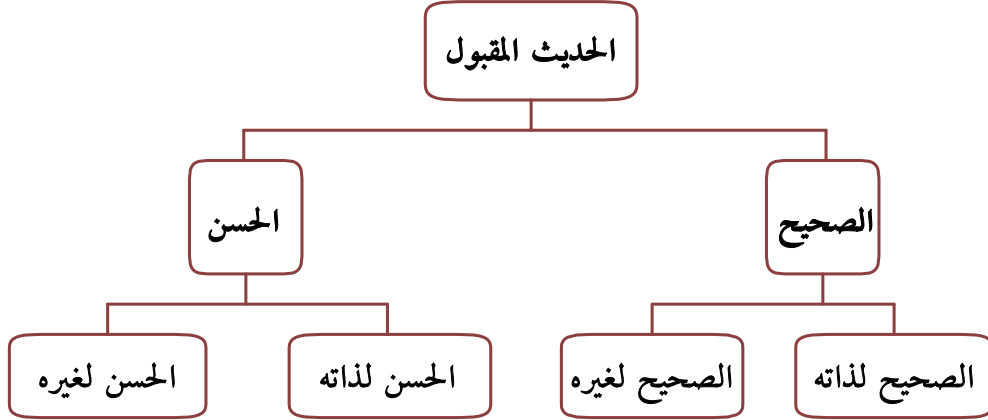 الحديث المقبول
الصحيح
الحسن
الصحيح لذاته
الصحيح لغيره
الحسن لذاته
الحسن لغيره